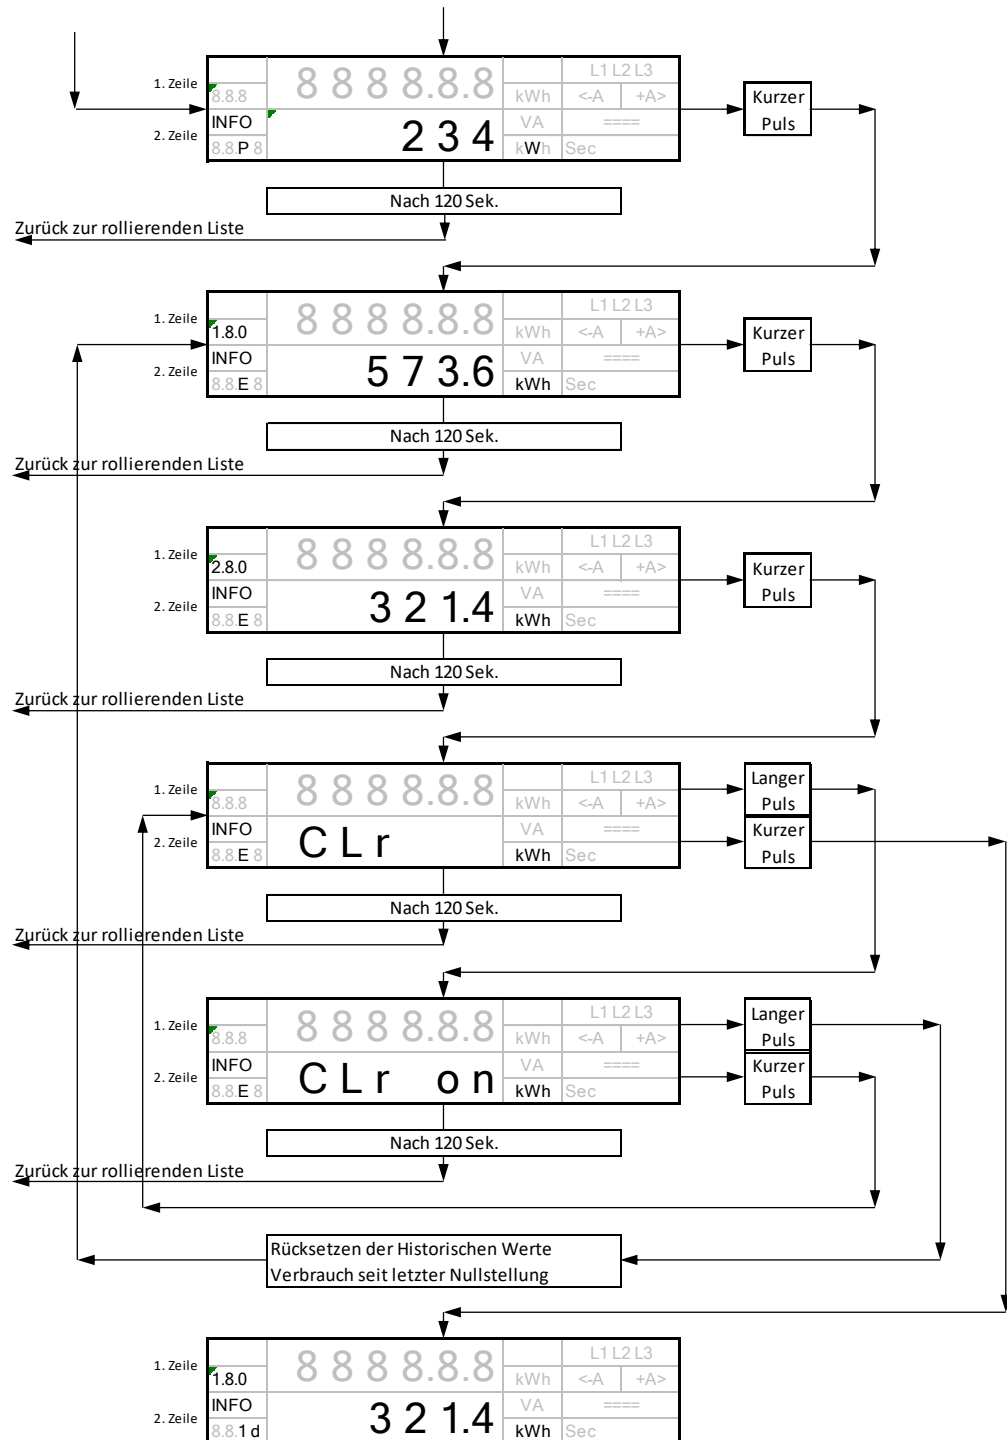 L1 L2 L3
1. Zeile 8.8.8 8 8 8 8.8.8 kWh <-A +A>
INFO VA ====
2. Zeile 8.8.P 8 2 3 4 kWh Sec
Kurzer
Puls
Nach 120 Sek.
Zurück zur rollierenden Liste
L1 L2 L3
1. Zeile 1.8.0 8 8 8 8.8.8 kWh <-A +A>
INFO VA ====
2. Zeile 8.8.E 8 5 7 3.6 kWh Sec
Kurzer
Puls
Nach 120 Sek.
Zurück zur rollierenden Liste
L1 L2 L3
1. Zeile 2.8.0 8 8 8 8.8.8 kWh <-A +A>
INFO VA ====
2. Zeile 8.8.E 8 3 2 1.4 kWh Sec
Kurzer
Puls
Nach 120 Sek.
Zurück zur rollierenden Liste
L1 L2 L3
1. Zeile 8.8.8 8 8 8 8.8.8 kWh <-A +A>
INFO VA ====
2. Zeile 8.8.E 8 C L r kWh Sec
Langer
Puls
Kurzer
Puls
Nach 120 Sek.
Zurück zur rollierenden Liste
L1 L2 L3
1. Zeile 8.8.8 8 8 8 8.8.8 kWh <-A +A>
INFO VA ====
2. Zeile 8.8.E 8 C L r o n kWh Sec
Langer
Puls
Kurzer
Puls
Nach 120 Sek.
Zurück zur rollierenden Liste
Rücksetzen der Historischen Werte
Verbrauch seit letzter Nullstellung
L1 L2 L3
1. Zeile 1.8.0 8 8 8 8.8.8 kWh <-A +A>
INFO VA ====
2. Zeile 8.8.1 d 3 2 1.4 kWh Sec